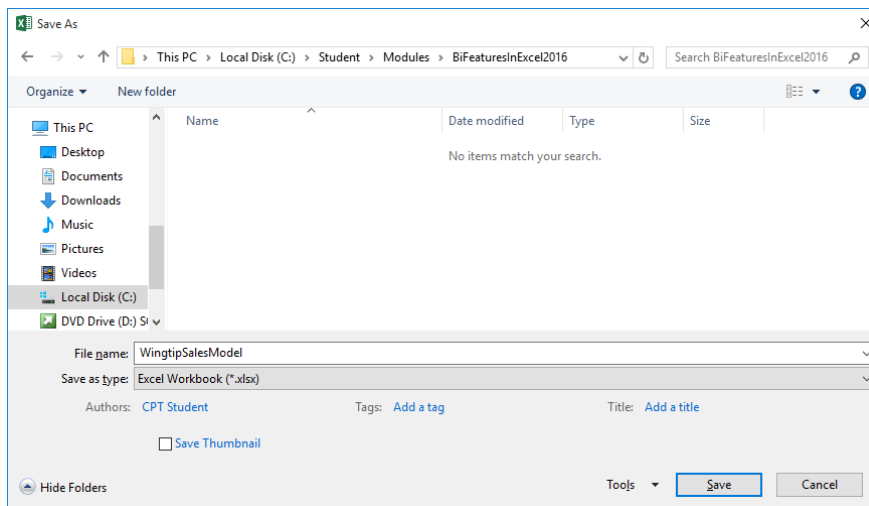 Save As
This PC > Local Disk (C:) > Student > Modules > BiFeaturesInExcel2016
Search BiFeaturesInExcel2016
Organize
New folder
Name
Date modified
Type
Size
This PC
Desktop
Documents
Downloads
Music
Pictures
Videos
Local Disk (C:)
DVD Drive (D:)
No items match your search.
File name: WingtipSalesModel
Save as type: Excel Workbook (*.xlsx)
Authors: CPT Student
Tags: Add a tag
Title: Add a title
Save Thumbnail
Hide Folders
Tools
Save
Cancel